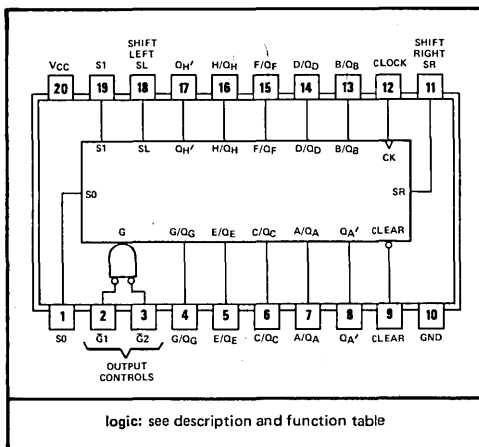 SHIFT SHIFT
LEFT RIGHT
VCC S1 SL QH' H/QH F/QF D/QD B/QB CLOCK SR
20 19 18 17 16 15 14 13 12 11
S1 SL QH' H/QH F/QF D/QD B/QB CK
S0 SR
G G/QG E/QE C/QC A/QA QA' CLEAR
1 2 3 4 5 6 7 8 9 10
S0 G̅1 G̅2 G/QG E/QE C/QC A/QA QA' CLEAR GND
OUTPUT
CONTROLS
logic: see description and function table